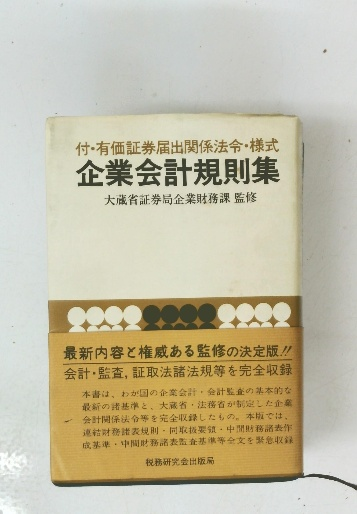 付・有価証券届出関係法令・様式
企業会計規則集
大蔵省証券局企業財務課 監修
最新内容と権威ある監修の決定版!!
会計・監査，証取法諸法規等を完全収録
本書は、わが国の企業会計・会計監査の基本的な
最新の諸基準と、大蔵省・法務省が制定した企業
会計関係法令等を完全収録したもの。本版では、
連結財務諸表規則・同取扱要領・中間財務諸表作
成基準・中間財務諸表監査基準等全文を緊急収録
税務研究会出版局